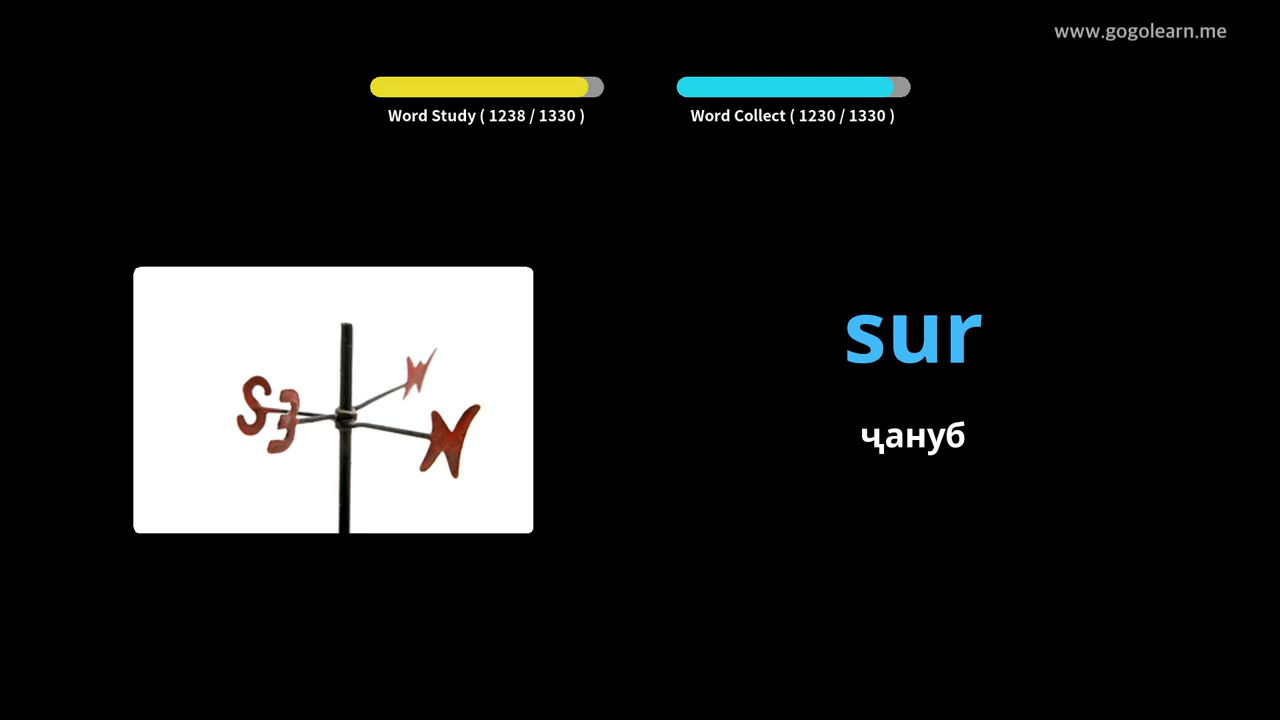 www.gogolearn.me
Word Study ( 1238 / 1330 )
Word Collect ( 1230 / 1330 )
S E N W
sur
ҷануб